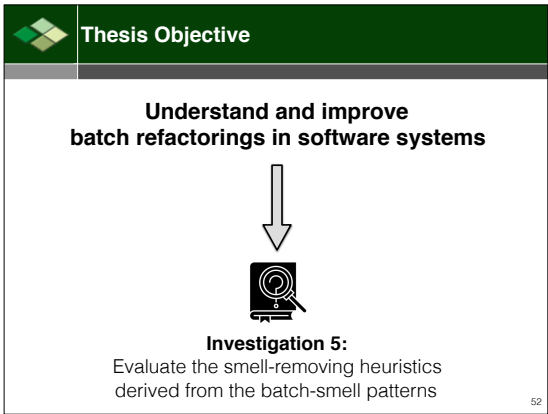 Thesis Objective
Understand and improve
batch refactorings in software systems
Investigation 5:
Evaluate the smell-removing heuristics
derived from the batch-smell patterns
52